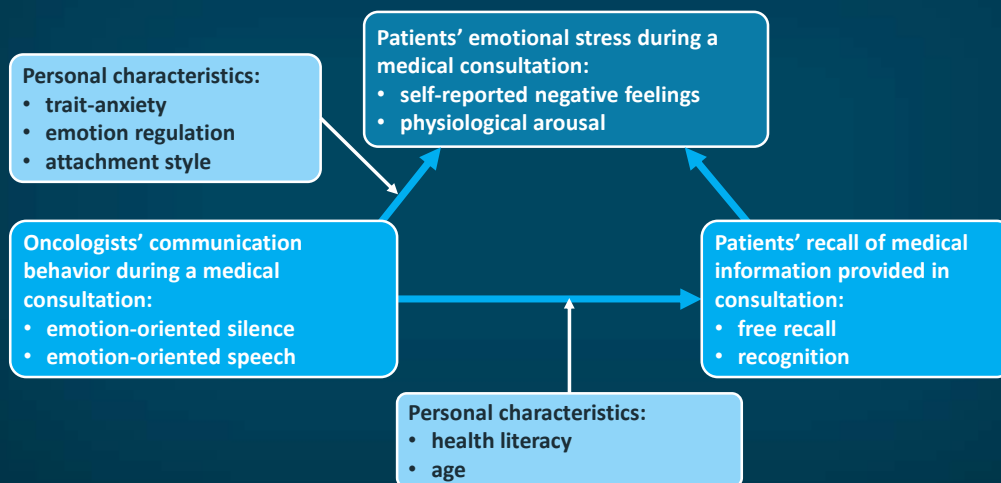 Patients’ emotional stress during a
medical consultation:
• self-reported negative feelings
• physiological arousal
Personal characteristics:
• trait-anxiety
• emotion regulation
• attachment style
Oncologists’ communication
behavior during a medical
consultation:
• emotion-oriented silence
• emotion-oriented speech
Patients’ recall of medical
information provided in
consultation:
• free recall
• recognition
Personal characteristics:
• health literacy
• age